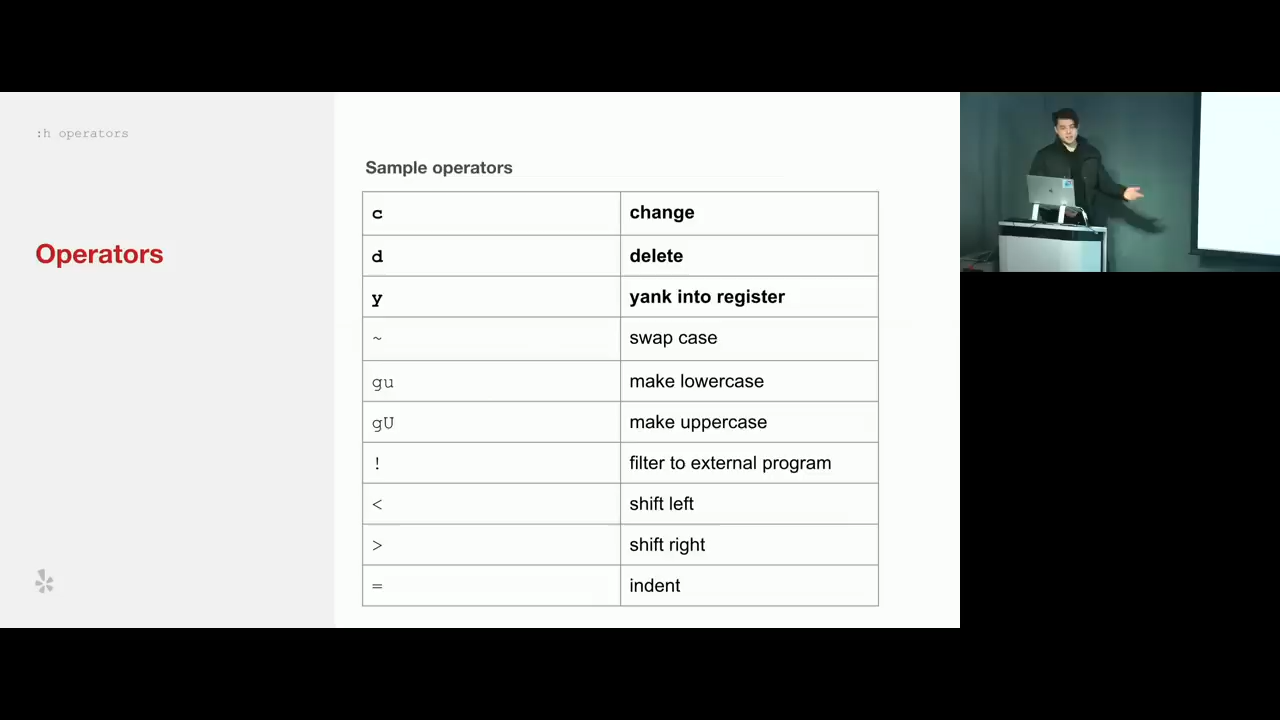 :h operators
Operators
Sample operators
c change
d delete
y yank into register
~ swap case
gu make lowercase
gU make uppercase
! filter to external program
< shift left
> shift right
= indent